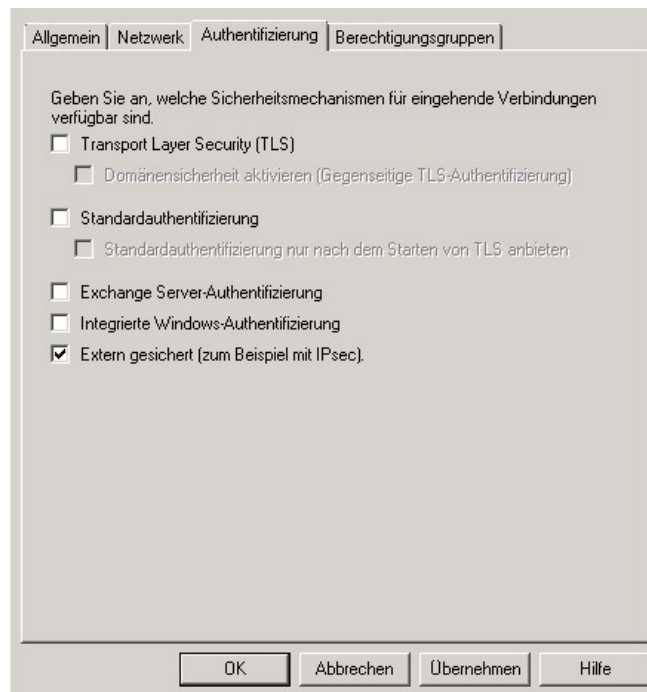 Allgemein Netzwerk Authentifizierung Berechtigungsgruppen
Geben Sie an, welche Sicherheitsmechanismen für eingehende Verbindungen
verfügbar sind.
Transport Layer Security (TLS)
Domänensicherheit aktivieren (Gegenseitige TLS-Authentifizierung)
Standardauthentifizierung
Standardauthentifizierung nur nach dem Starten von TLS anbieten
Exchange Server-Authentifizierung
Integrierte Windows-Authentifizierung
Extern gesichert (zum Beispiel mit IPsec).
OK Abbrechen Übernehmen Hilfe